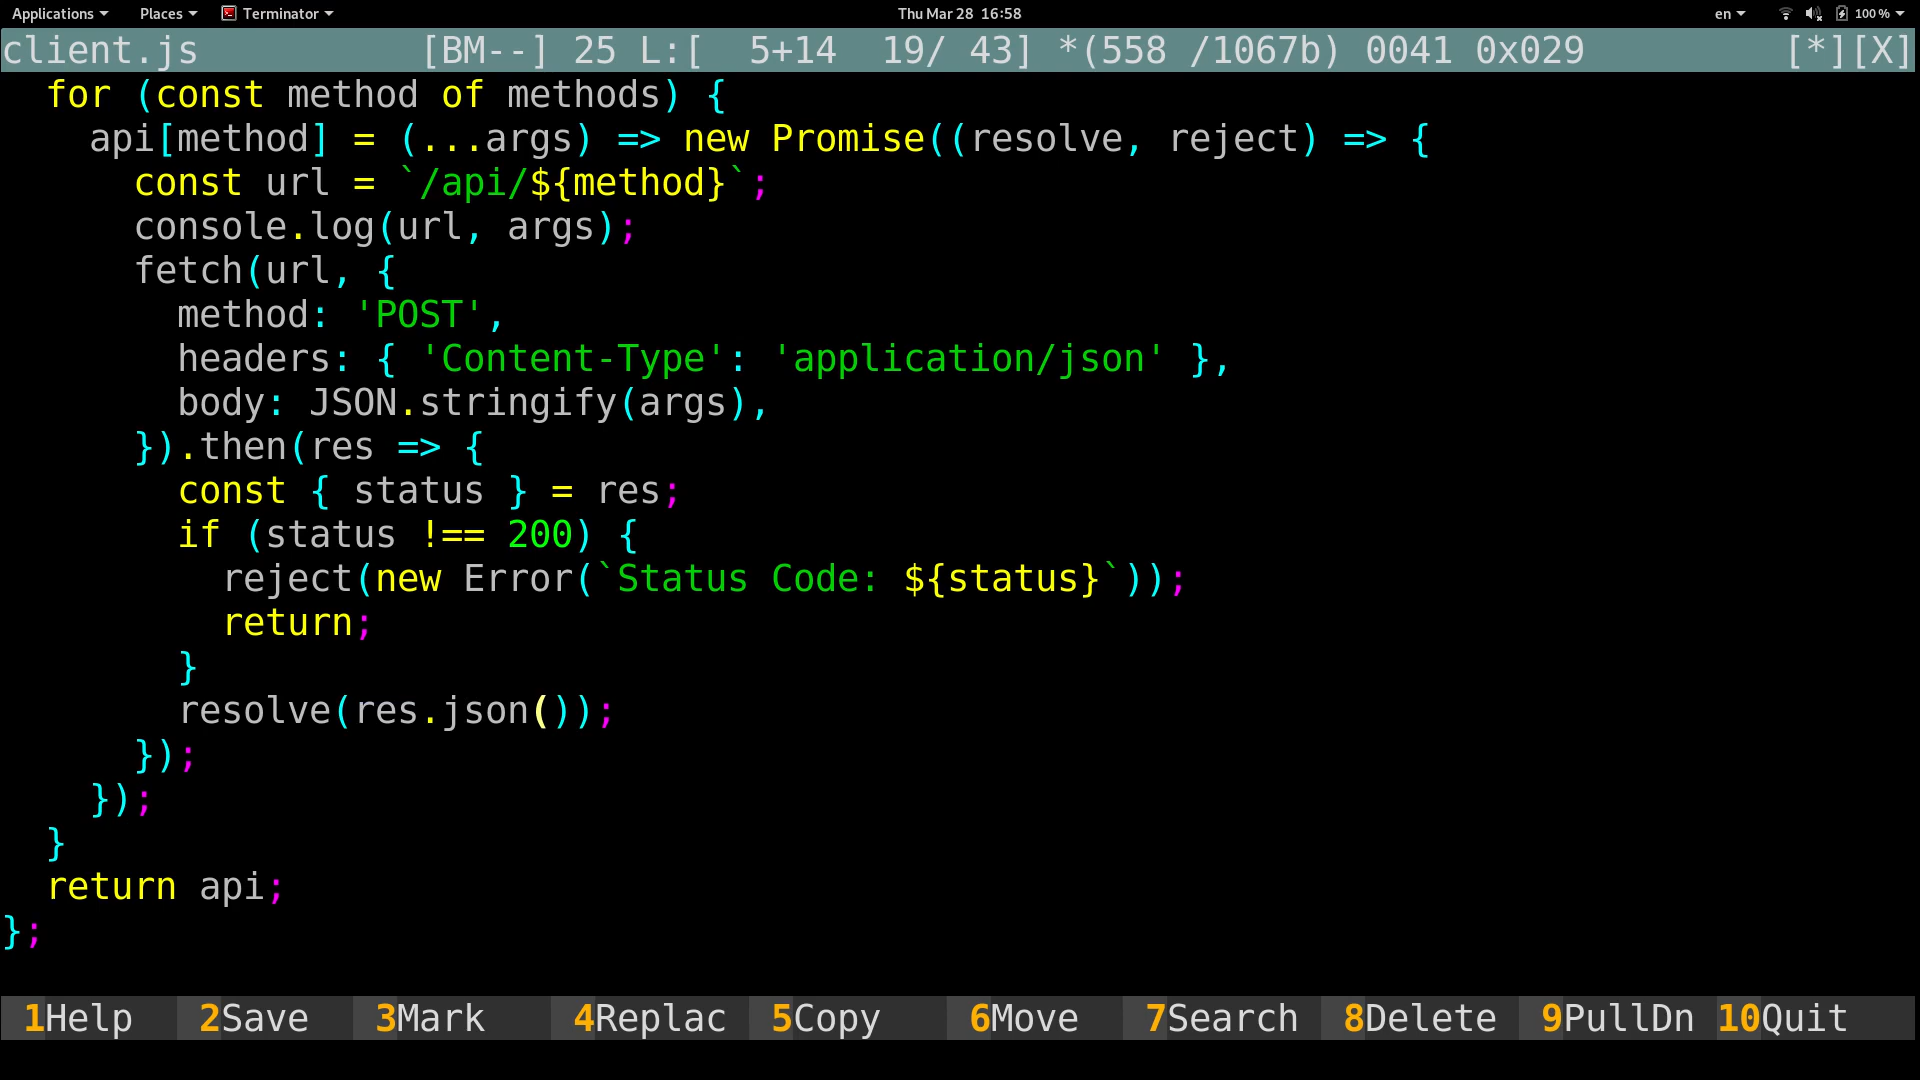 Applications Places Terminator Thu Mar 28 16:58 en 100 %
client.js [BM--] 25 L:[  5+14  19/ 43] *(558 /1067b) 0041 0x029 [*][X]
  for (const method of methods) {
    api[method] = (...args) => new Promise((resolve, reject) => {
      const url = `/api/${method}`;
      console.log(url, args);
      fetch(url, {
        method: 'POST',
        headers: { 'Content-Type': 'application/json' },
        body: JSON.stringify(args),
      }).then(res => {
        const { status } = res;
        if (status !== 200) {
          reject(new Error(`Status Code: ${status}`));
          return;
        }
        resolve(res.json());
      });
    });
  }
  return api;
};
1Help 2Save 3Mark 4Replac 5Copy 6Move 7Search 8Delete 9PullDn 10Quit